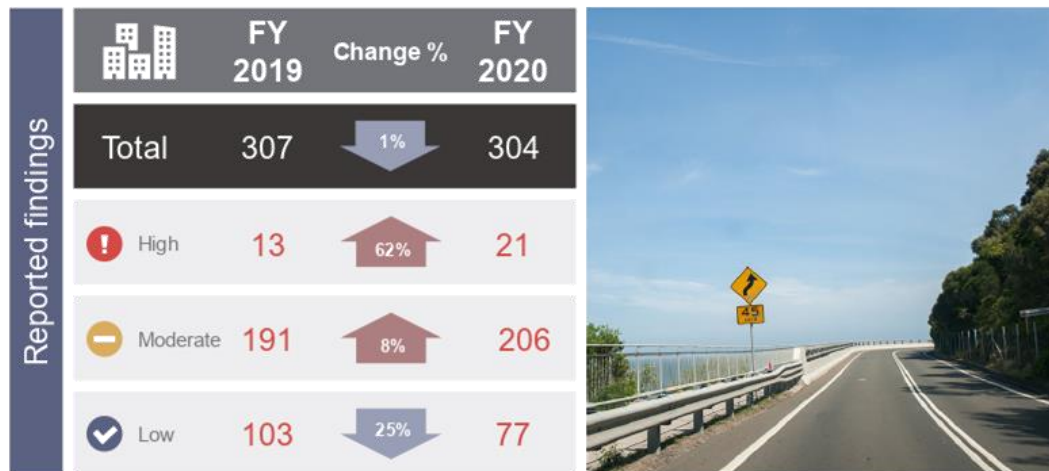 Reported findings
FY 2019 Change % FY 2020
Total 307 1% 304
High 13 62% 21
Moderate 191 8% 206
Low 103 25% 77
45